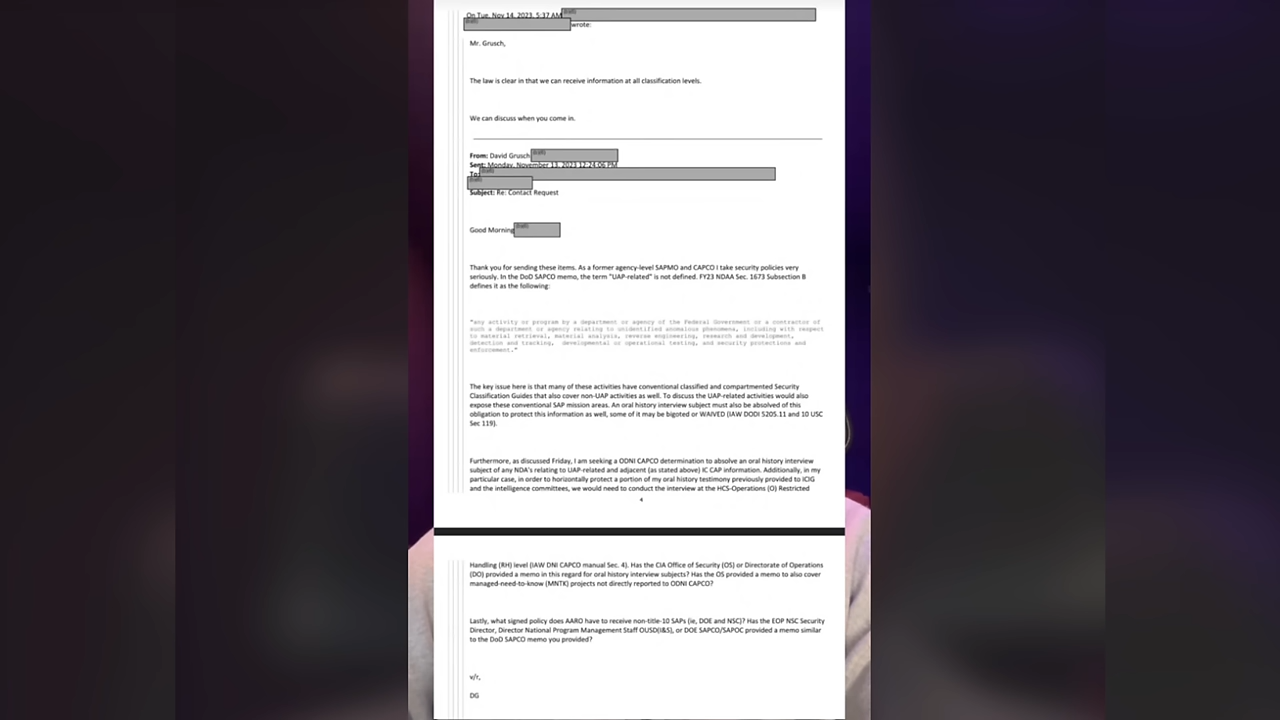 On Tue, Nov 14, 2023, 5:37 AM
wrote:
Mr. Grusch,
The law is clear in that we can receive information at all classification levels.
We can discuss when you come in.
From: David Grusch
Sent: Monday, November 13, 2023 12:24:06 PM
To:
Subject: Re: Contact Request
Good Morning
Thank you for sending these items. As a former agency-level SAPMO and CAPCO I take security policies very
seriously. In the DoD SAPCO memo, the term "UAP-related" is not defined. FY23 NDAA Sec. 1673 Subsection B
defines it as the following:
"any activity or program by a department or agency of the Federal Government or a contractor of
such a department or agency relating to unidentified anomalous phenomena, including with respect
to material retrieval, material analysis, reverse engineering, research and development,
detection and tracking, developmental or operational testing, and security protections and
enforcement."
The key issue here is that many of these activities have conventional classified and compartmented Security
Classification Guides that also cover non-UAP activities as well. To discuss the UAP-related activities would also
expose these conventional SAP mission areas. An oral history interview subject must also be absolved of this
obligation to protect this information as well, some of it may be bigoted or WAIVED (IAW DODI 5205.11 and 10 USC
Sec 119).
Furthermore, as discussed Friday, I am seeking a ODNI CAPCO determination to absolve an oral history interview
subject of any NDA's relating to UAP-related and adjacent (as stated above) IC CAP information. Additionally, in my
particular case, in order to horizontally protect a portion of my oral history testimony previously provided to ICIG
and the intelligence committees, we would need to conduct the interview at the HCS-Operations (O) Restricted
4
Handling (RH) level (IAW DNI CAPCO manual Sec. 4). Has the CIA Office of Security (OS) or Directorate of Operations
(DO) provided a memo in this regard for oral history interview subjects? Has the OS provided a memo to also cover
managed-need-to-know (MNTK) projects not directly reported to ODNI CAPCO?
Lastly, what signed policy does AARO have to receive non-title-10 SAPs (ie, DOE and NSC)? Has the EOP NSC Security
Director, Director National Program Management Staff OUSD(I&S), or DOE SAPCO/SAPOC provided a memo similar
to the DoD SAPCO memo you provided?
v/r,
DG